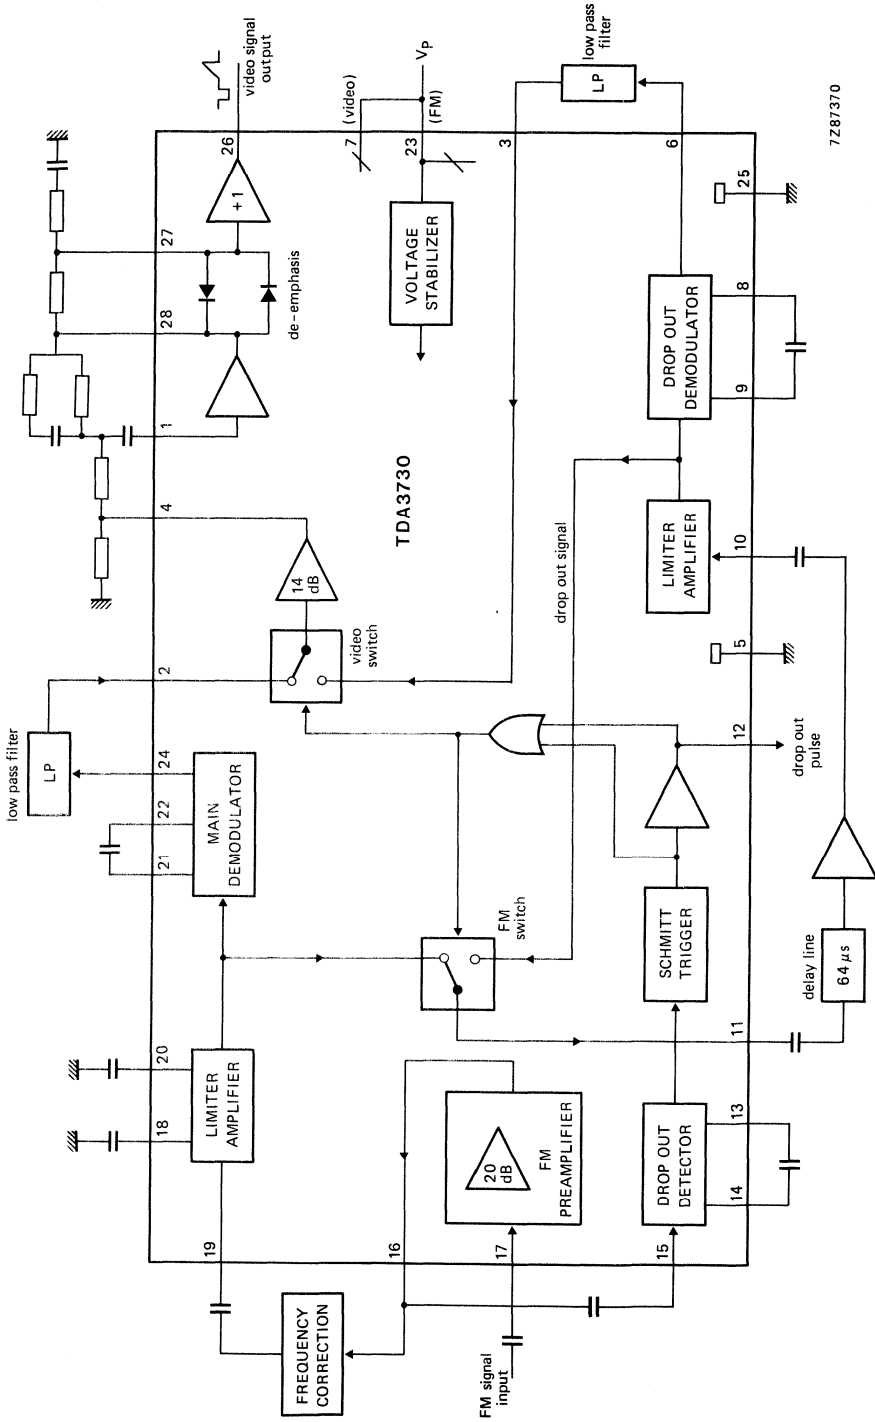 low pass filter
LP
FREQUENCY
CORRECTION
19
18
20
LIMITER
AMPLIFIER
21
22
24
MAIN
DEMODULATOR
2
4
1
28
27
26
de-emphasis
+1
video signal
output
14
dB
video
switch
TDA3730
VOLTAGE
STABILIZER
7
(video)
23
(FM)
VP
3
6
LP
low pass
filter
FM signal
input
17
16
20
dB
FM
PREAMPLIFIER
FM
switch
drop out signal
15
DROP OUT
DETECTOR
14
13
SCHMITT
TRIGGER
11
12
drop out
pulse
5
LIMITER
AMPLIFIER
10
DROP OUT
DEMODULATOR
9
8
25
delay line
64 μs
7Z87370